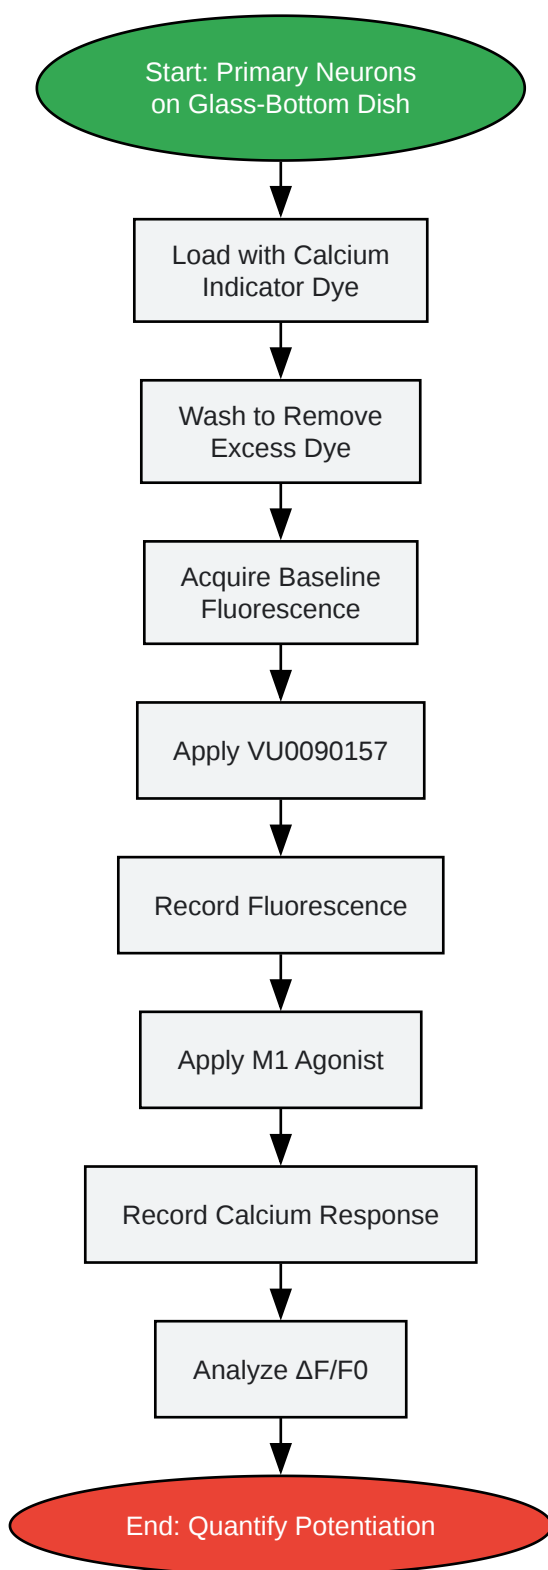 Start: Primary Neurons
on Glass-Bottom Dish
Load with Calcium
Indicator Dye
Wash to Remove
Excess Dye
Acquire Baseline
Fluorescence
Apply VU0090157
Record Fluorescence
Apply M1 Agonist
Record Calcium Response
Analyze ΔF/F0
End: Quantify Potentiation